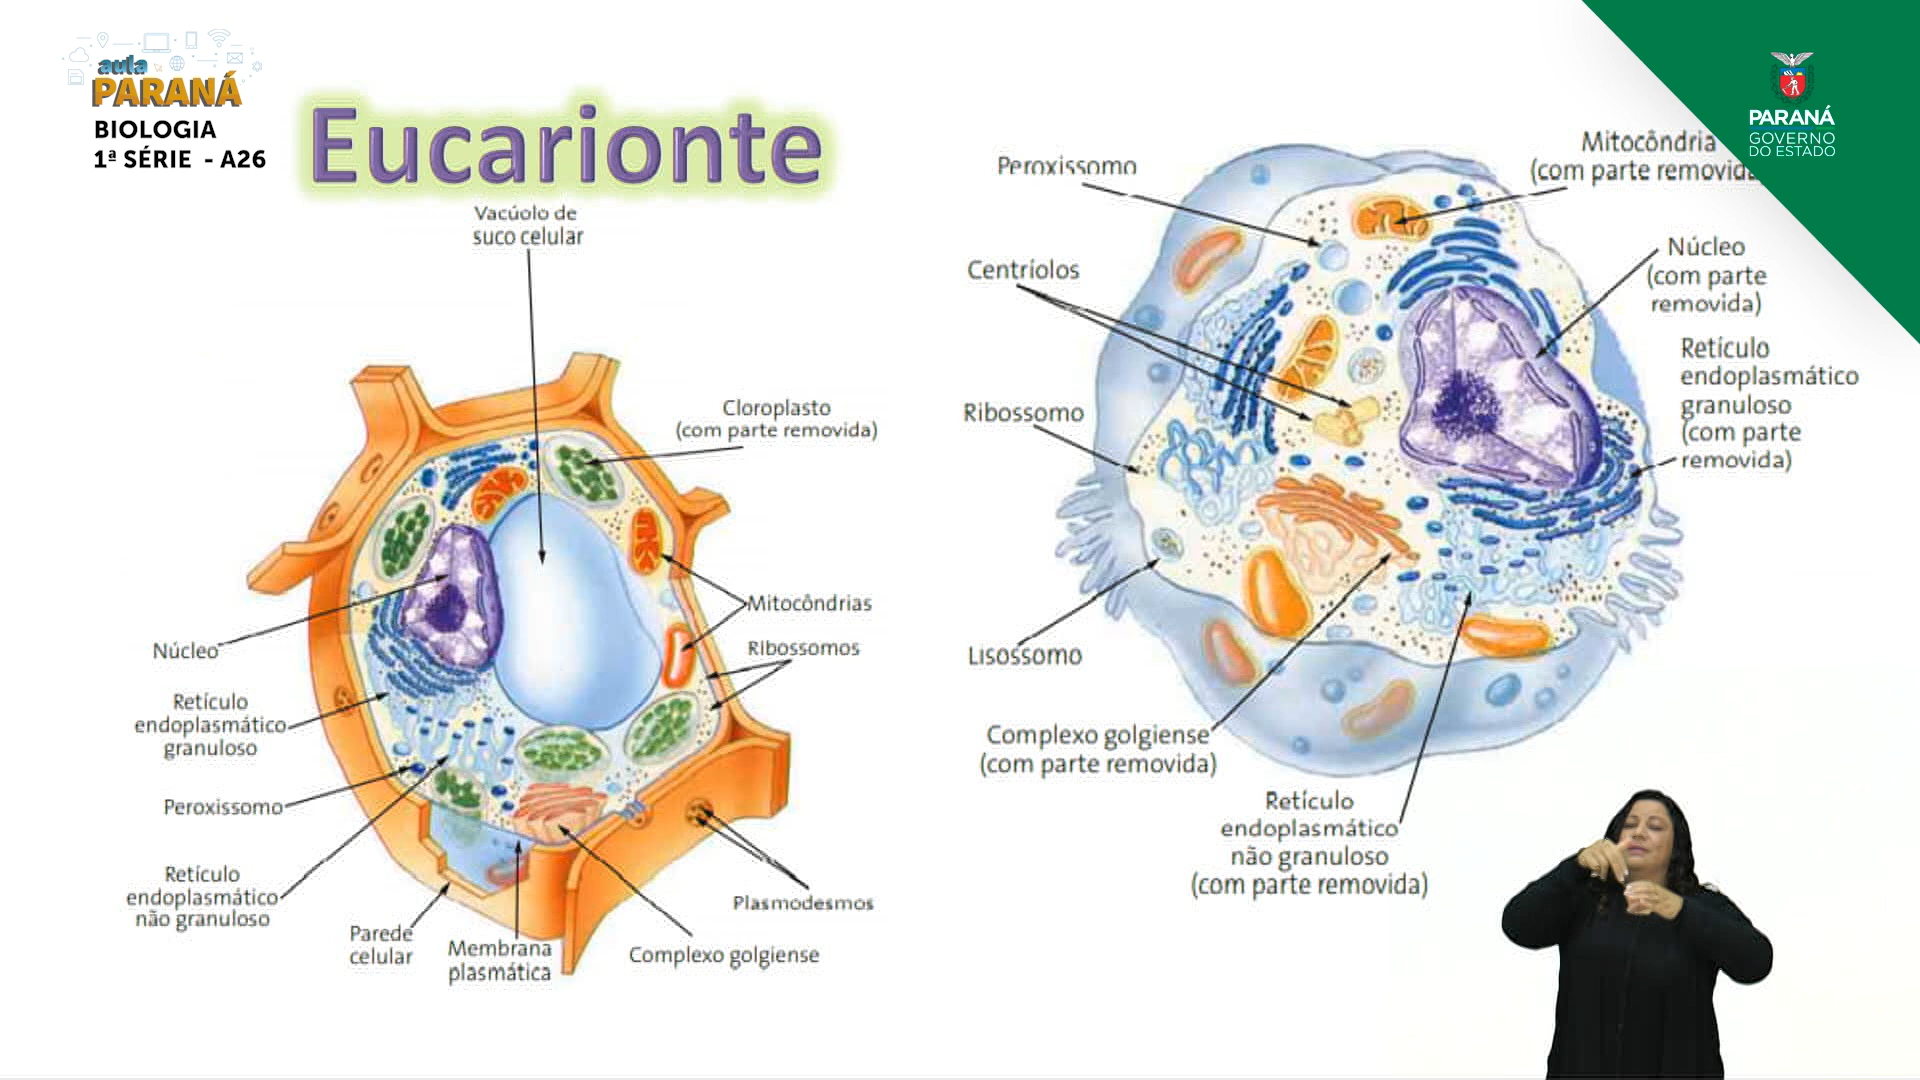 aula
PARANÁ
BIOLOGIA
1ª SÉRIE - A26
Eucarionte
Vacúolo de
suco celular
Cloroplasto
(com parte removida)
Mitocôndrias
Ribossomos
Núcleo
Retículo
endoplasmático
granuloso
Peroxissomo
Retículo
endoplasmático
não granuloso
Parede
celular
Membrana
plasmática
Complexo golgiense
Plasmodesmos
Peroxissomo
Centríolos
Ribossomo
Lisossomo
Complexo golgiense
(com parte removida)
Retículo
endoplasmático
não granuloso
(com parte removida)
Mitocôndria
(com parte removida
Núcleo
(com parte
removida)
Retículo
endoplasmático
granuloso
(com parte
removida)
PARANÁ
GOVERNO
DO ESTADO